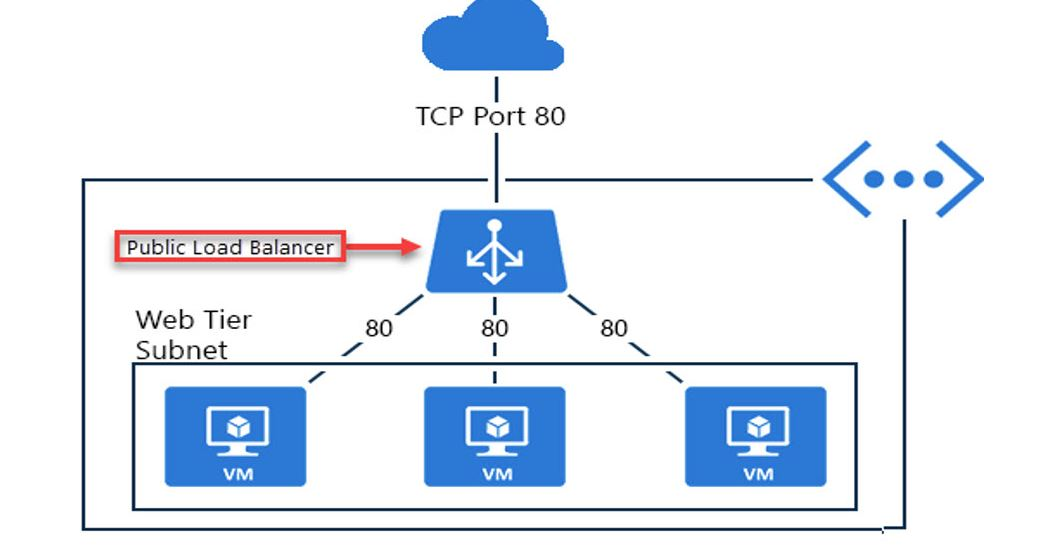 TCP Port 80
Public Load Balancer
Web Tier
Subnet
80
80
80
VM
VM
VM